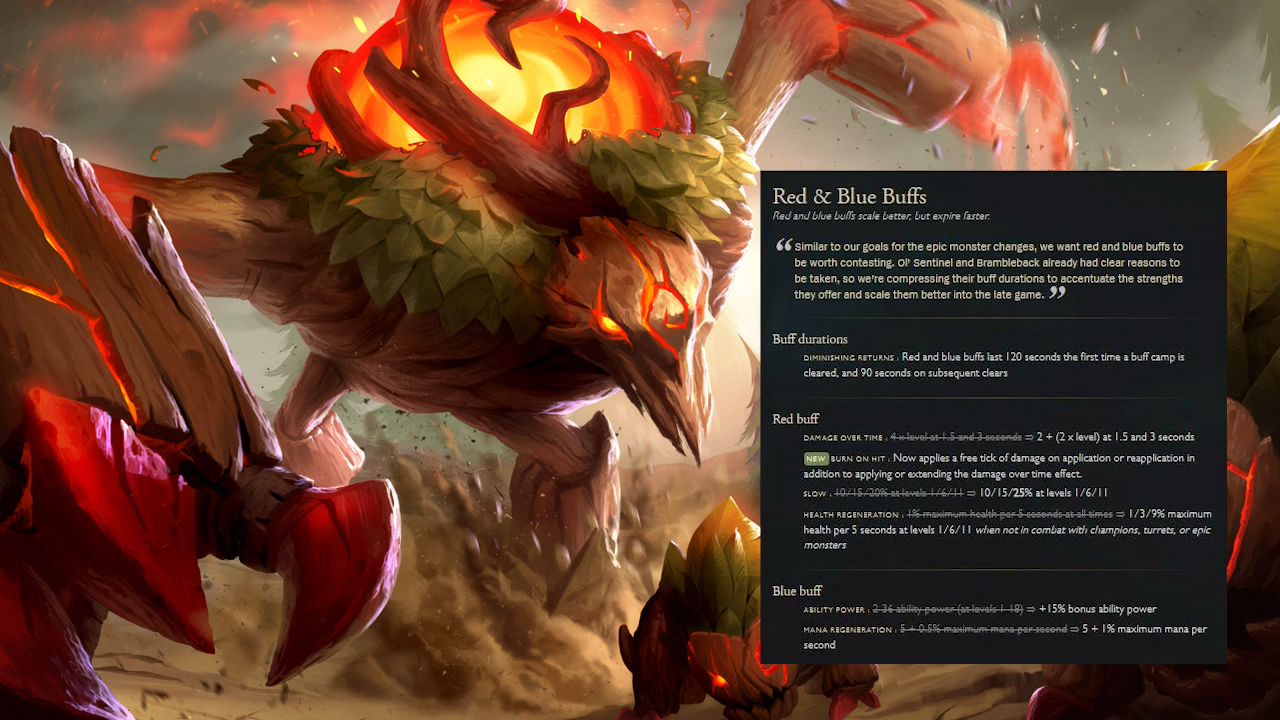 Red & Blue Buffs
Red and blue buffs scale better, but expire faster.
“Similar to our goals for the epic monster changes, we want red and blue buffs to
be worth contesting. Ol' Sentinel and Brambleback already had clear reasons to
be taken, so we're compressing their buff durations to accentuate the strengths
they offer and scale them better into the late game. ”
Buff durations
DIMINISHING RETURNS : Red and blue buffs last 120 seconds the first time a buff camp is
cleared, and 90 seconds on subsequent clears
Red buff
DAMAGE OVER TIME : 4 x level at 1.5 and 3 seconds ⇒ 2 + (2 x level) at 1.5 and 3 seconds
NEW BURN ON HIT : Now applies a free tick of damage on application or reapplication in
addition to applying or extending the damage over time effect.
SLOW : 10/15/20% at levels 1/6/11 ⇒ 10/15/25% at levels 1/6/11
HEALTH REGENERATION : 1% maximum health per 5 seconds at all times ⇒ 1/3/9% maximum
health per 5 seconds at levels 1/6/11 when not in combat with champions, turrets, or epic
monsters
Blue buff
ABILITY POWER : 2-36 ability power (at levels 1-18) ⇒ +15% bonus ability power
MANA REGENERATION : 5 + 0.5% maximum mana per second ⇒ 5 + 1% maximum mana per
second